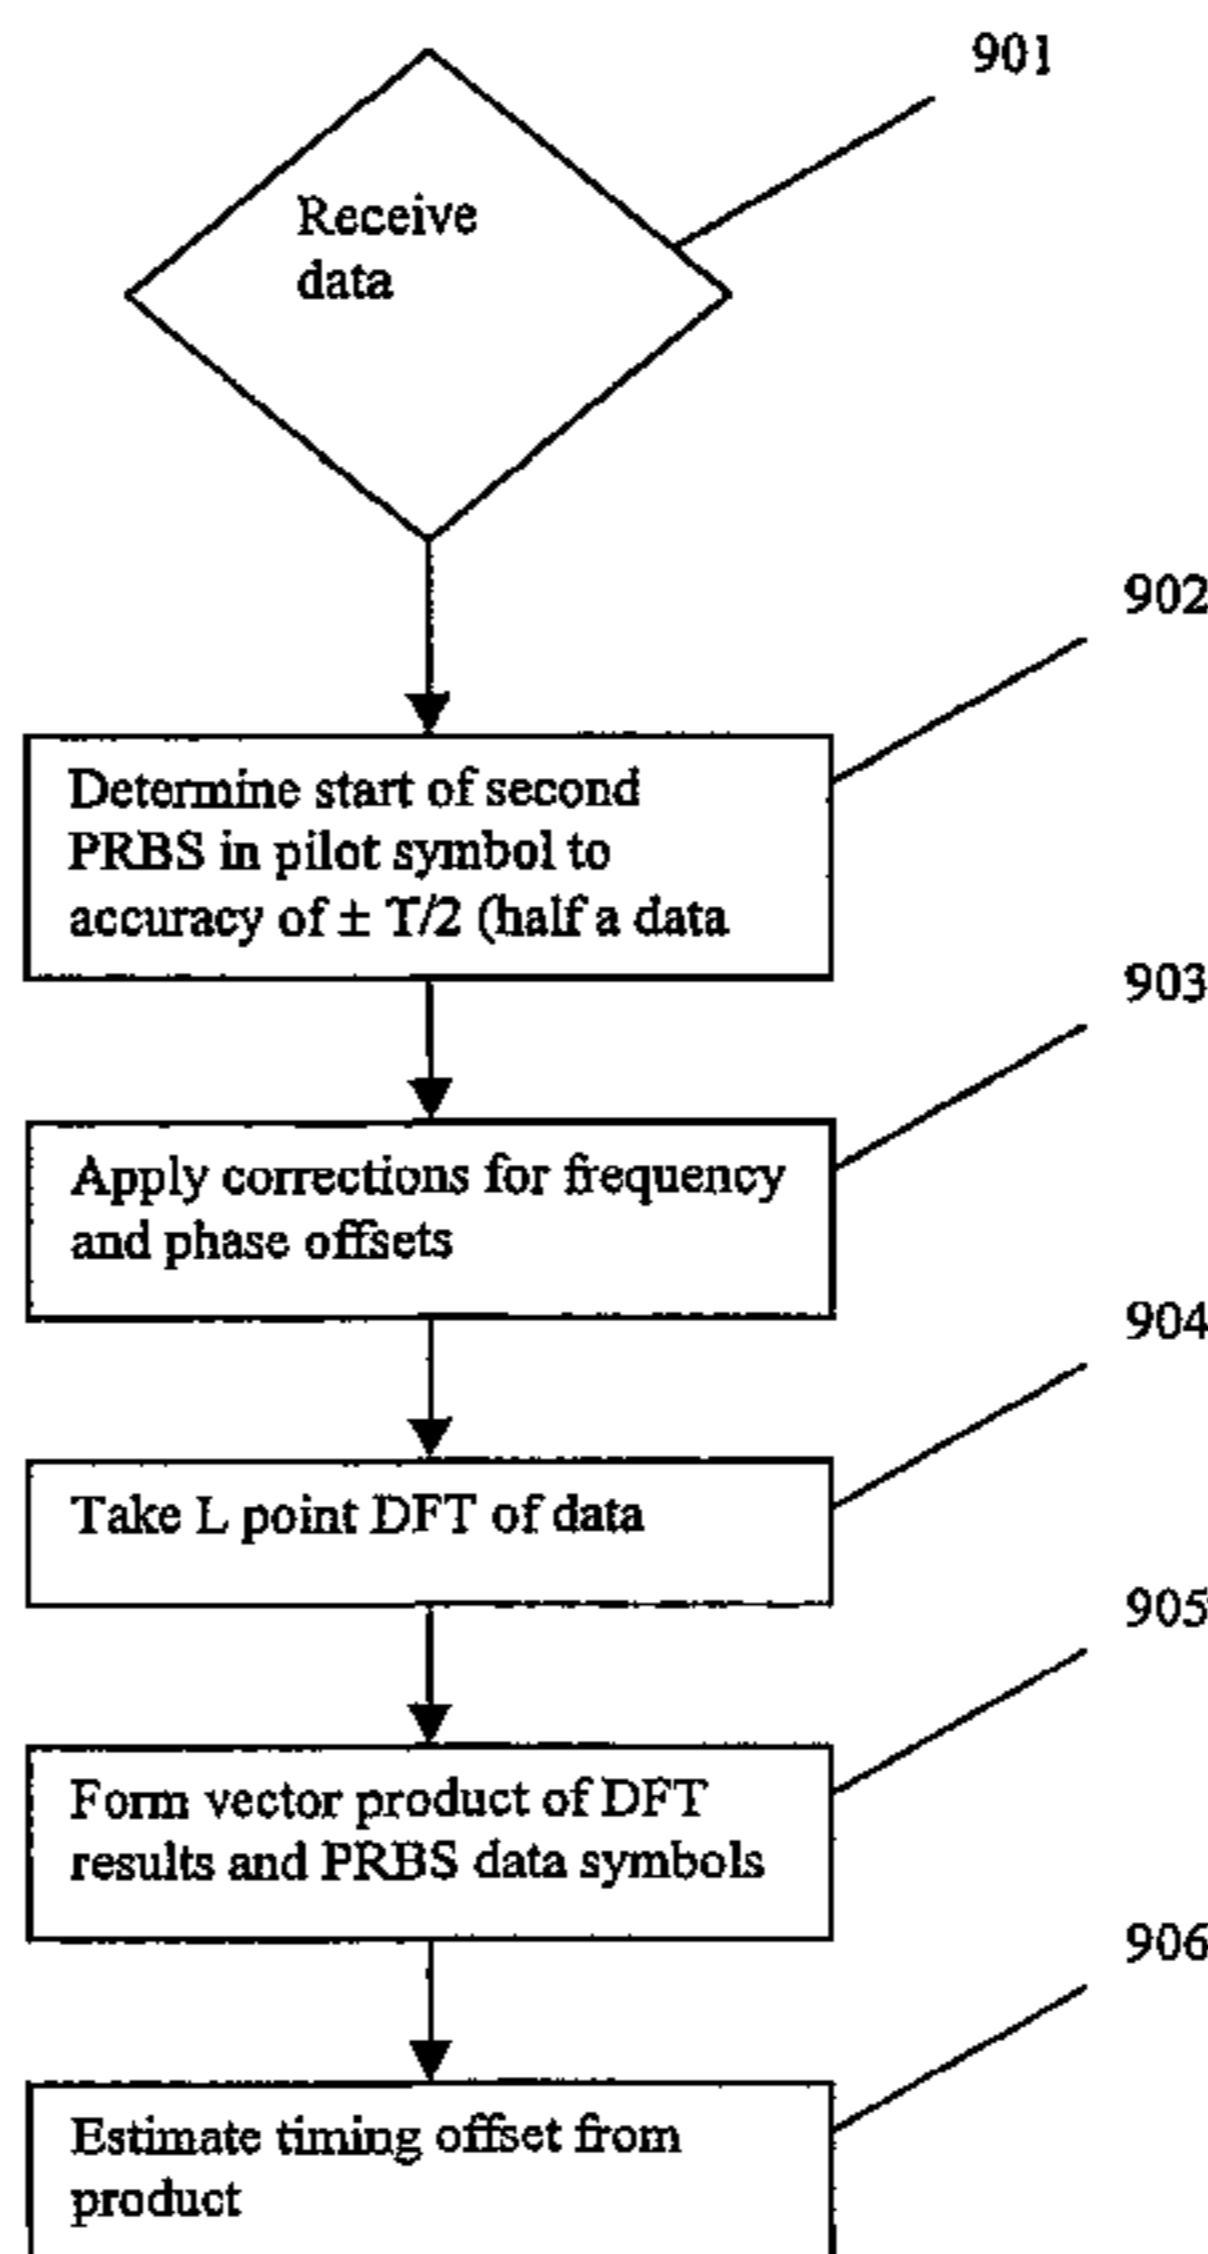 901
Receive
data
902
Determine start of second
PRBS in pilot symbol to
accuracy of ± T/2 (half a data
903
Apply corrections for frequency
and phase offsets
904
Take L point DFT of data
905
Form vector product of DFT
results and PRBS data symbols
906
Estimate timing offset from
product